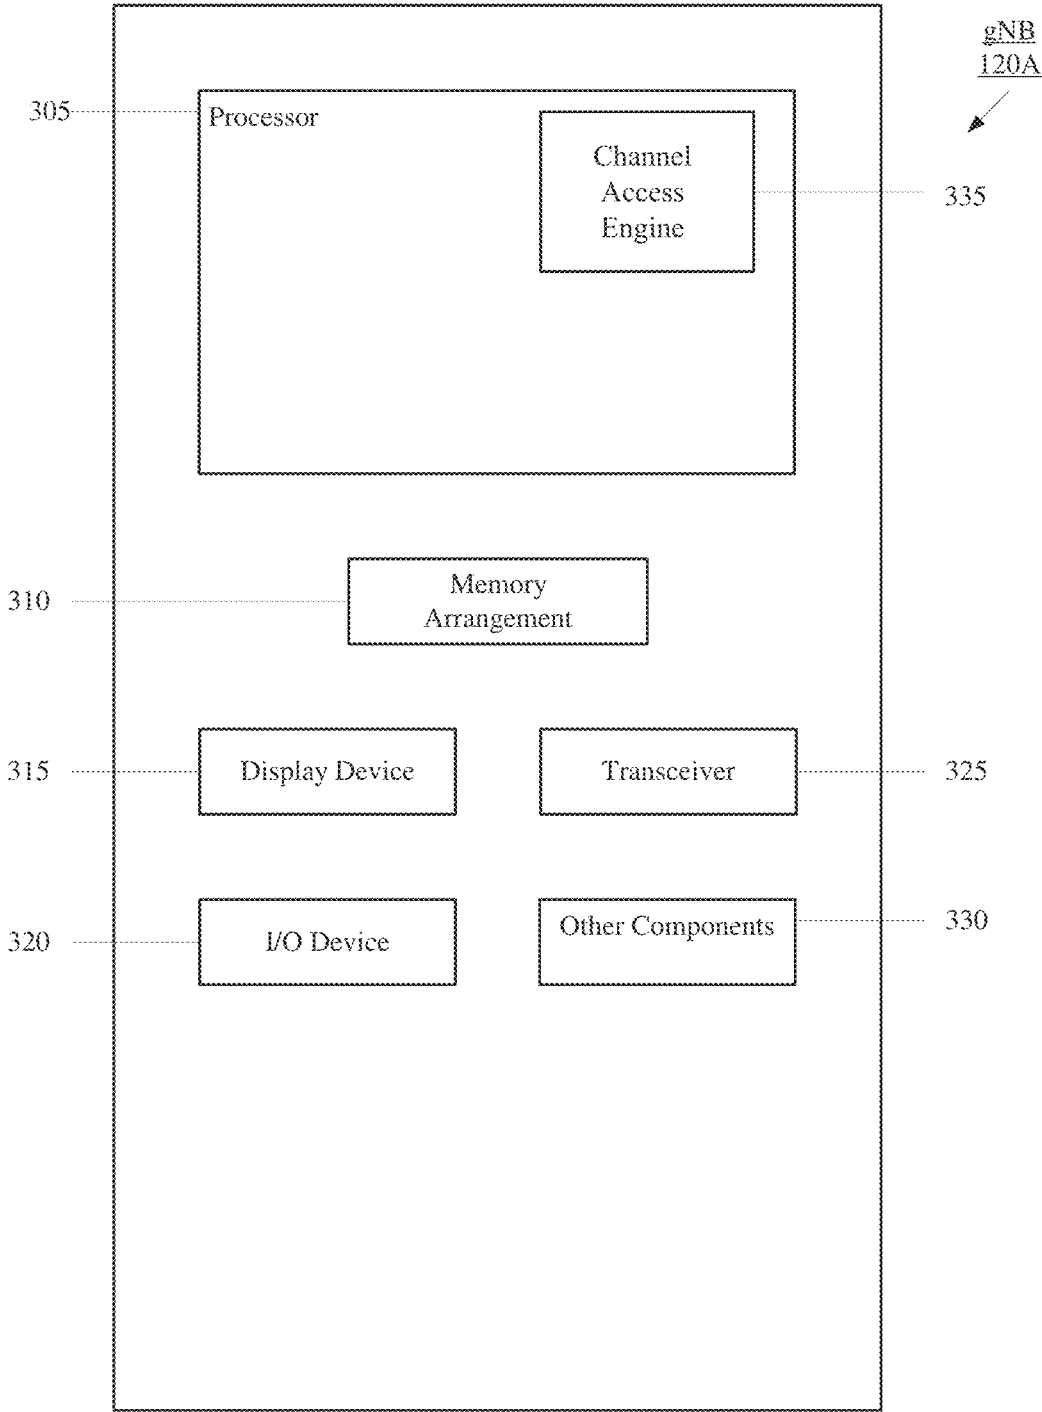 gNB
120A
305
Processor
Channel
Access
Engine
335
310
Memory
Arrangement
315
Display Device
Transceiver
325
320
I/O Device
Other Components
330